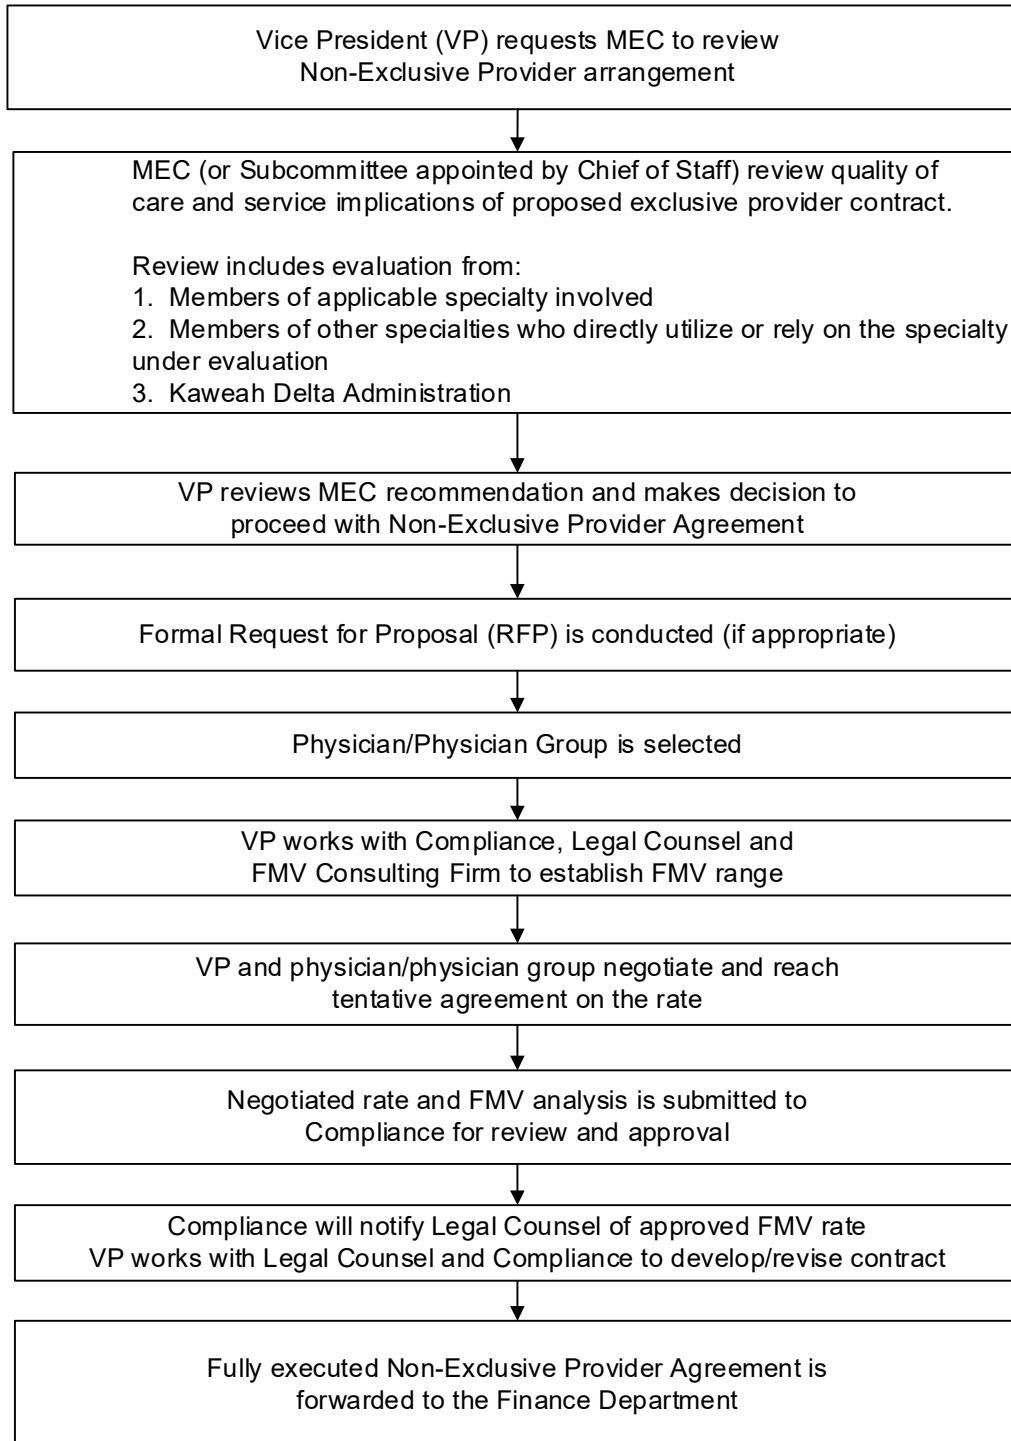 Vice President (VP) requests MEC to review
Non-Exclusive Provider arrangement
MEC (or Subcommittee appointed by Chief of Staff) review quality of
care and service implications of proposed exclusive provider contract.
Review includes evaluation from:
1. Members of applicable specialty involved
2. Members of other specialties who directly utilize or rely on the specialty
under evaluation
3. Kaweah Delta Administration
VP reviews MEC recommendation and makes decision to
proceed with Non-Exclusive Provider Agreement
Formal Request for Proposal (RFP) is conducted (if appropriate)
Physician/Physician Group is selected
VP works with Compliance, Legal Counsel and
FMV Consulting Firm to establish FMV range
VP and physician/physician group negotiate and reach
tentative agreement on the rate
Negotiated rate and FMV analysis is submitted to
Compliance for review and approval
Compliance will notify Legal Counsel of approved FMV rate
VP works with Legal Counsel and Compliance to develop/revise contract
Fully executed Non-Exclusive Provider Agreement is
forwarded to the Finance Department